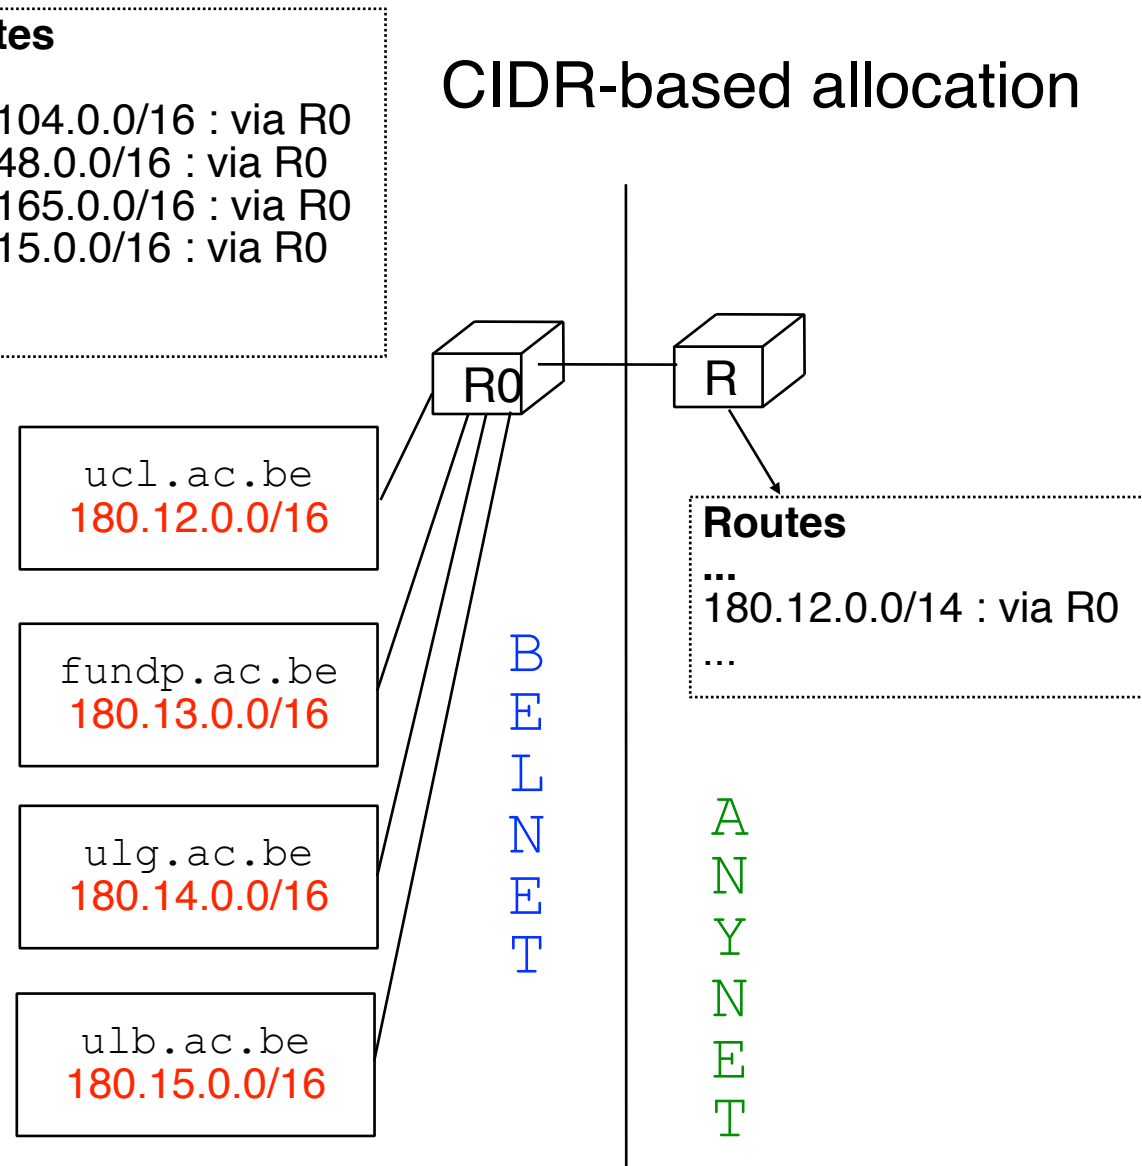 tes
104.0.0/16 : via R0
48.0.0/16 : via R0
165.0.0/16 : via R0
15.0.0/16 : via R0
CIDR-based allocation
R0
R
ucl.ac.be
180.12.0.0/16
fundp.ac.be
180.13.0.0/16
ulg.ac.be
180.14.0.0/16
ulb.ac.be
180.15.0.0/16
BELNET
Routes
...
180.12.0.0/14 : via R0
...
ANYNET